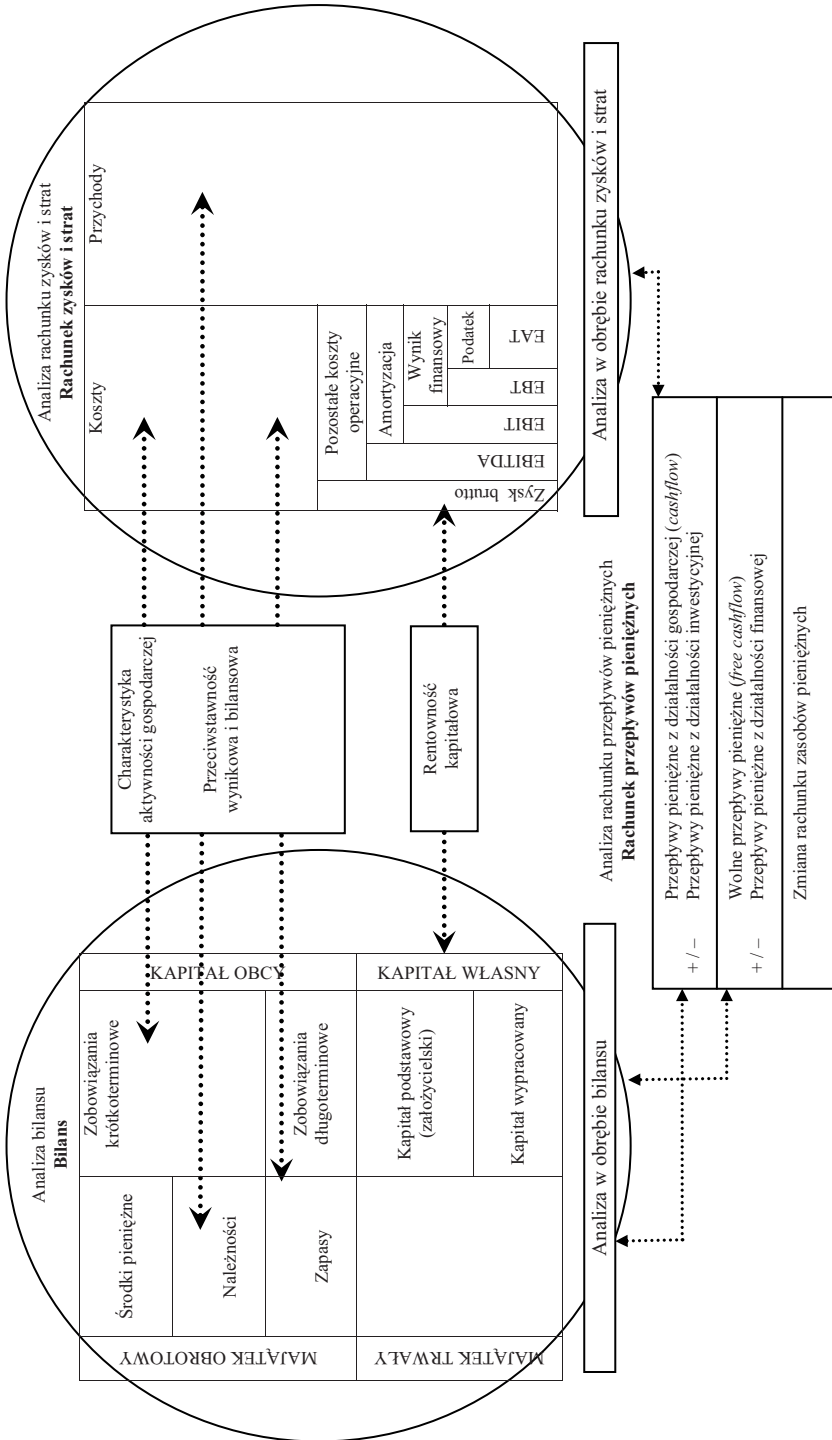 Analiza bilansu
Bilans
MAJĄTEK OBROTOWY
MAJĄTEK TRWAŁY
Środki pieniężne
Należności
Zapasy
Zobowiązania
krótkoterminowe
Zobowiązania
długoterminowe
Kapitał podstawowy
(założycielski)
Kapitał wypracowany
KAPITAŁ OBCY
KAPITAŁ WŁASNY
Analiza w obrębie bilansu
Charakterystyka
aktywności gospodarczej
Przeciwstawność
wynikowa i bilansowa
Rentowność
kapitałowa
Analiza rachunku zysków i strat
Rachunek zysków i strat
Koszty
Przychody
Zysk brutto
Pozostałe koszty
operacyjne
EBITDA
Amortyzacja
EBIT
Wynik
finansowy
EBT
Podatek
EAT
Analiza w obrębie rachunku zysków i strat
Analiza rachunku przepływów pieniężnych
Rachunek przepływów pieniężnych
Przepływy pieniężne z działalności gospodarczej (cashflow)
+ / – Przepływy pieniężne z działalności inwestycyjnej
Wolne przepływy pieniężne (free cashflow)
+ / – Przepływy pieniężne z działalności finansowej
Zmiana rachunku zasobów pieniężnych